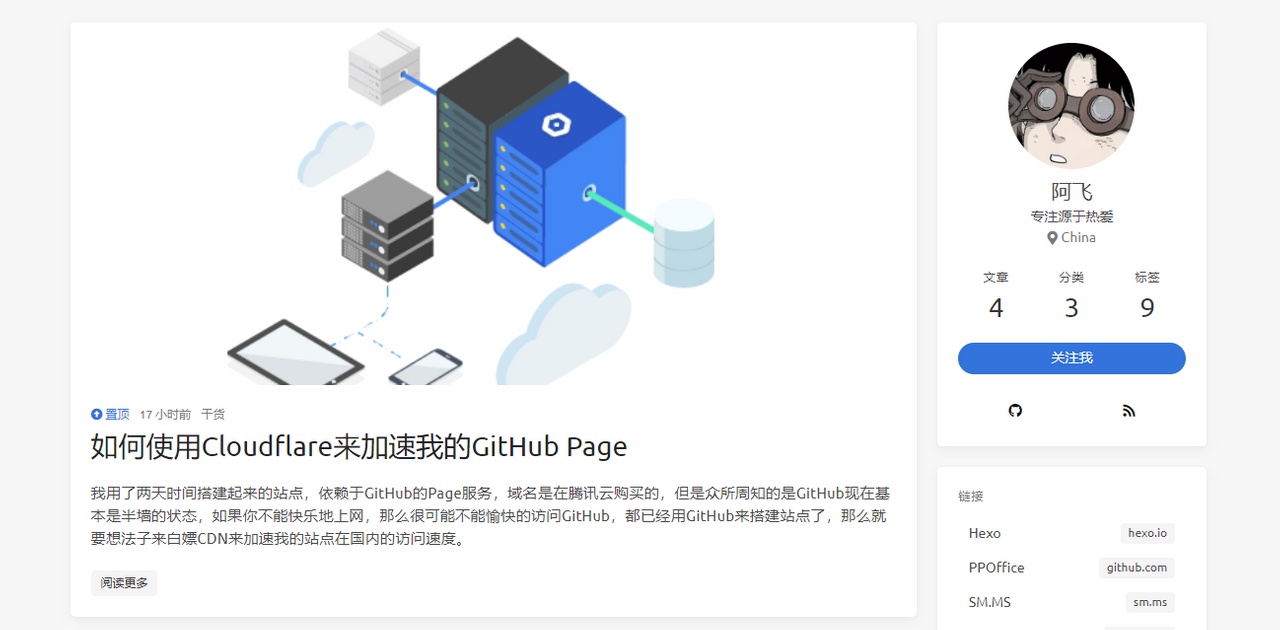 置顶 17 小时前 干货
如何使用Cloudflare来加速我的GitHub Page
我用了两天时间搭建起来的站点，依赖于GitHub的Page服务，域名是在腾讯云购买的，但是众所周知的是GitHub现在基
本是半墙的状态，如果你不能快乐地上网，那么很可能不能愉快的访问GitHub，都已经用GitHub来搭建站点了，那么就
要想法子来白嫖CDN来加速我的站点在国内的访问速度。
阅读更多
阿飞
专注源于热爱
China
文章 分类 标签
4 3 9
关注我
链接
Hexo hexo.io
PPOffice github.com
SM.MS sm.ms